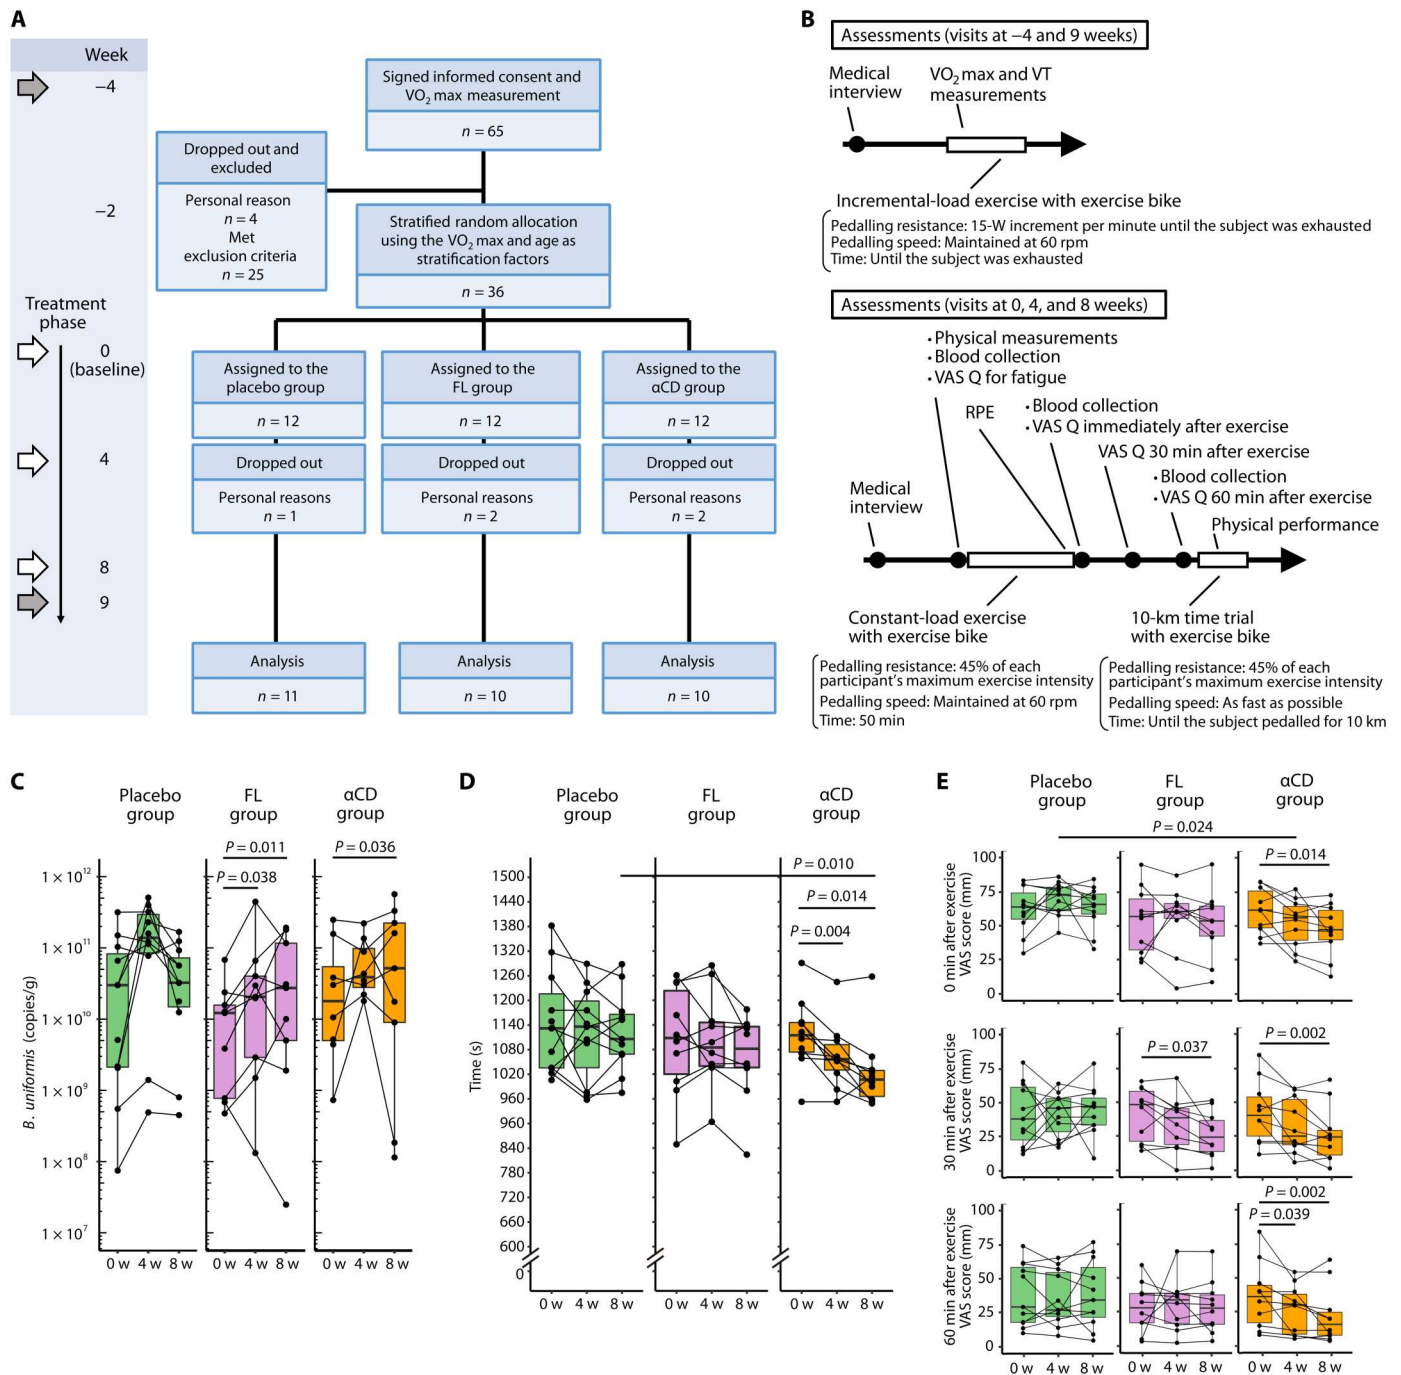 A
Week
−4
−2
Treatment
phase
0
(baseline)
4
8
9
Signed informed consent and
VO2 max measurement
n = 65
Dropped out and
excluded
Personal reason
n = 4
Met
exclusion criteria
n = 25
Stratified random allocation
using the VO2 max and age as
stratification factors
n = 36
Assigned to the
placebo group
n = 12
Assigned to the
FL group
n = 12
Assigned to the
αCD group
n = 12
Dropped out
Personal reasons
n = 1
Dropped out
Personal reasons
n = 2
Dropped out
Personal reasons
n = 2
Analysis
n = 11
Analysis
n = 10
Analysis
n = 10
B
Assessments (visits at −4 and 9 weeks)
Medical
interview
VO2 max and VT
measurements
Incremental-load exercise with exercise bike
Pedalling resistance: 15-W increment per minute until the subject was exhausted
Pedalling speed: Maintained at 60 rpm
Time: Until the subject was exhausted
Assessments (visits at 0, 4, and 8 weeks)
• Physical measurements
• Blood collection
• VAS Q for fatigue
RPE
• Blood collection
• VAS Q immediately after exercise
VAS Q 30 min after exercise
• Blood collection
• VAS Q 60 min after exercise
Medical
interview
Physical performance
Constant-load exercise
with exercise bike
Pedalling resistance: 45% of each
participant's maximum exercise intensity
Pedalling speed: Maintained at 60 rpm
Time: 50 min
10-km time trial
with exercise bike
Pedalling resistance: 45% of each
participant's maximum exercise intensity
Pedalling speed: As fast as possible
Time: Until the subject pedalled for 10 km
C
Placebo
group
FL
group
αCD
group
P = 0.011
P = 0.038
P = 0.036
B. uniformis (copies/g)
1 × 10¹²
1 × 10¹¹
1 × 10¹⁰
1 × 10⁹
1 × 10⁸
1 × 10⁷
0 w 4 w 8 w
0 w 4 w 8 w
0 w 4 w 8 w
D
Placebo
group
FL
group
αCD
group
P = 0.010
P = 0.014
P = 0.004
Time (s)
1500
1440
1380
1320
1260
1200
1140
1080
1020
960
960
840
780
720
660
600
0
0 w 4 w 8 w
0 w 4 w 8 w
0 w 4 w 8 w
E
Placebo
group
FL
group
αCD
group
P = 0.024
P = 0.014
0 min after exercise
VAS score (mm)
100
75
50
25
0
P = 0.037
P = 0.002
30 min after exercise
VAS score (mm)
100
75
50
25
0
P = 0.002
P = 0.039
60 min after exercise
VAS score (mm)
100
75
50
25
0
0 w 4 w 8 w
0 w 4 w 8 w
0 w 4 w 8 w